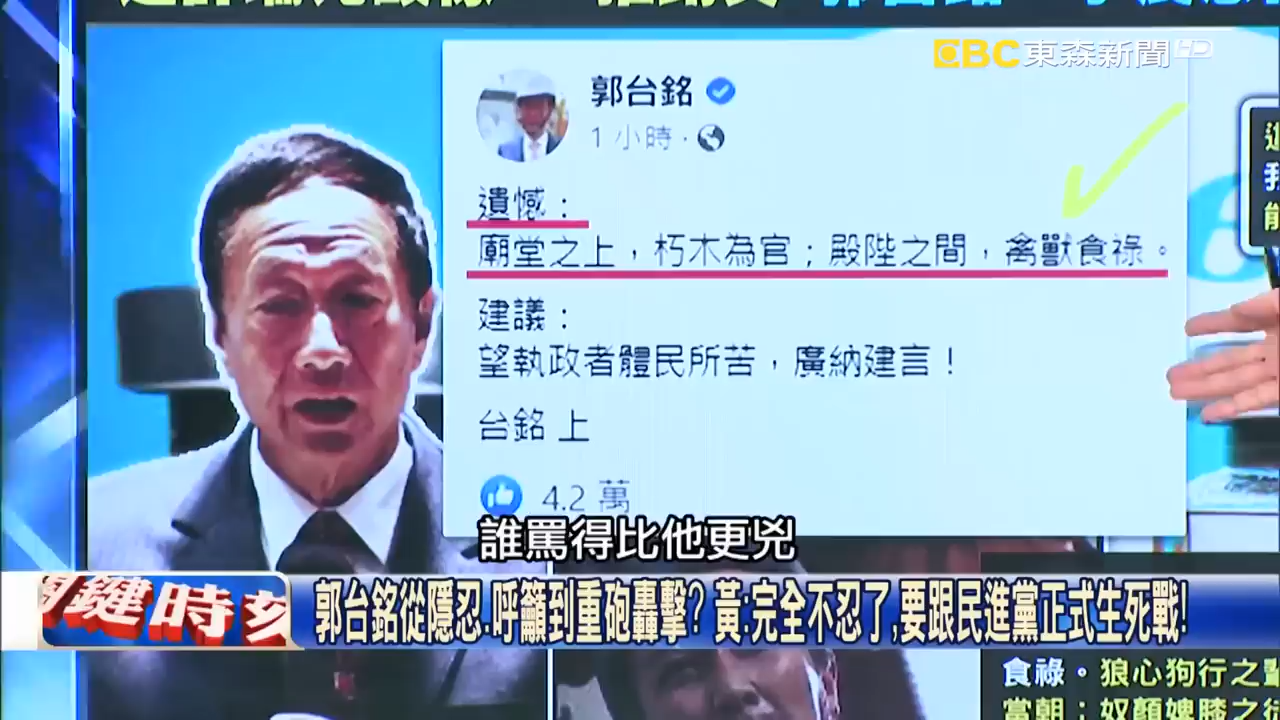 EBC 東森新聞 HD
郭台銘
1 小時
遺憾：
廟堂之上，朽木為官；殿陛之間，禽獸食祿。
建議：
望執政者體民所苦，廣納建言！
台銘 上
4.2 萬
誰罵得比他更兇
關鍵時刻
郭台銘從隱忍.呼籲到重砲轟擊? 黃:完全不忍了,要跟民進黨正式生死戰!
食祿。狼心狗行之
當朝；奴顏婢膝之